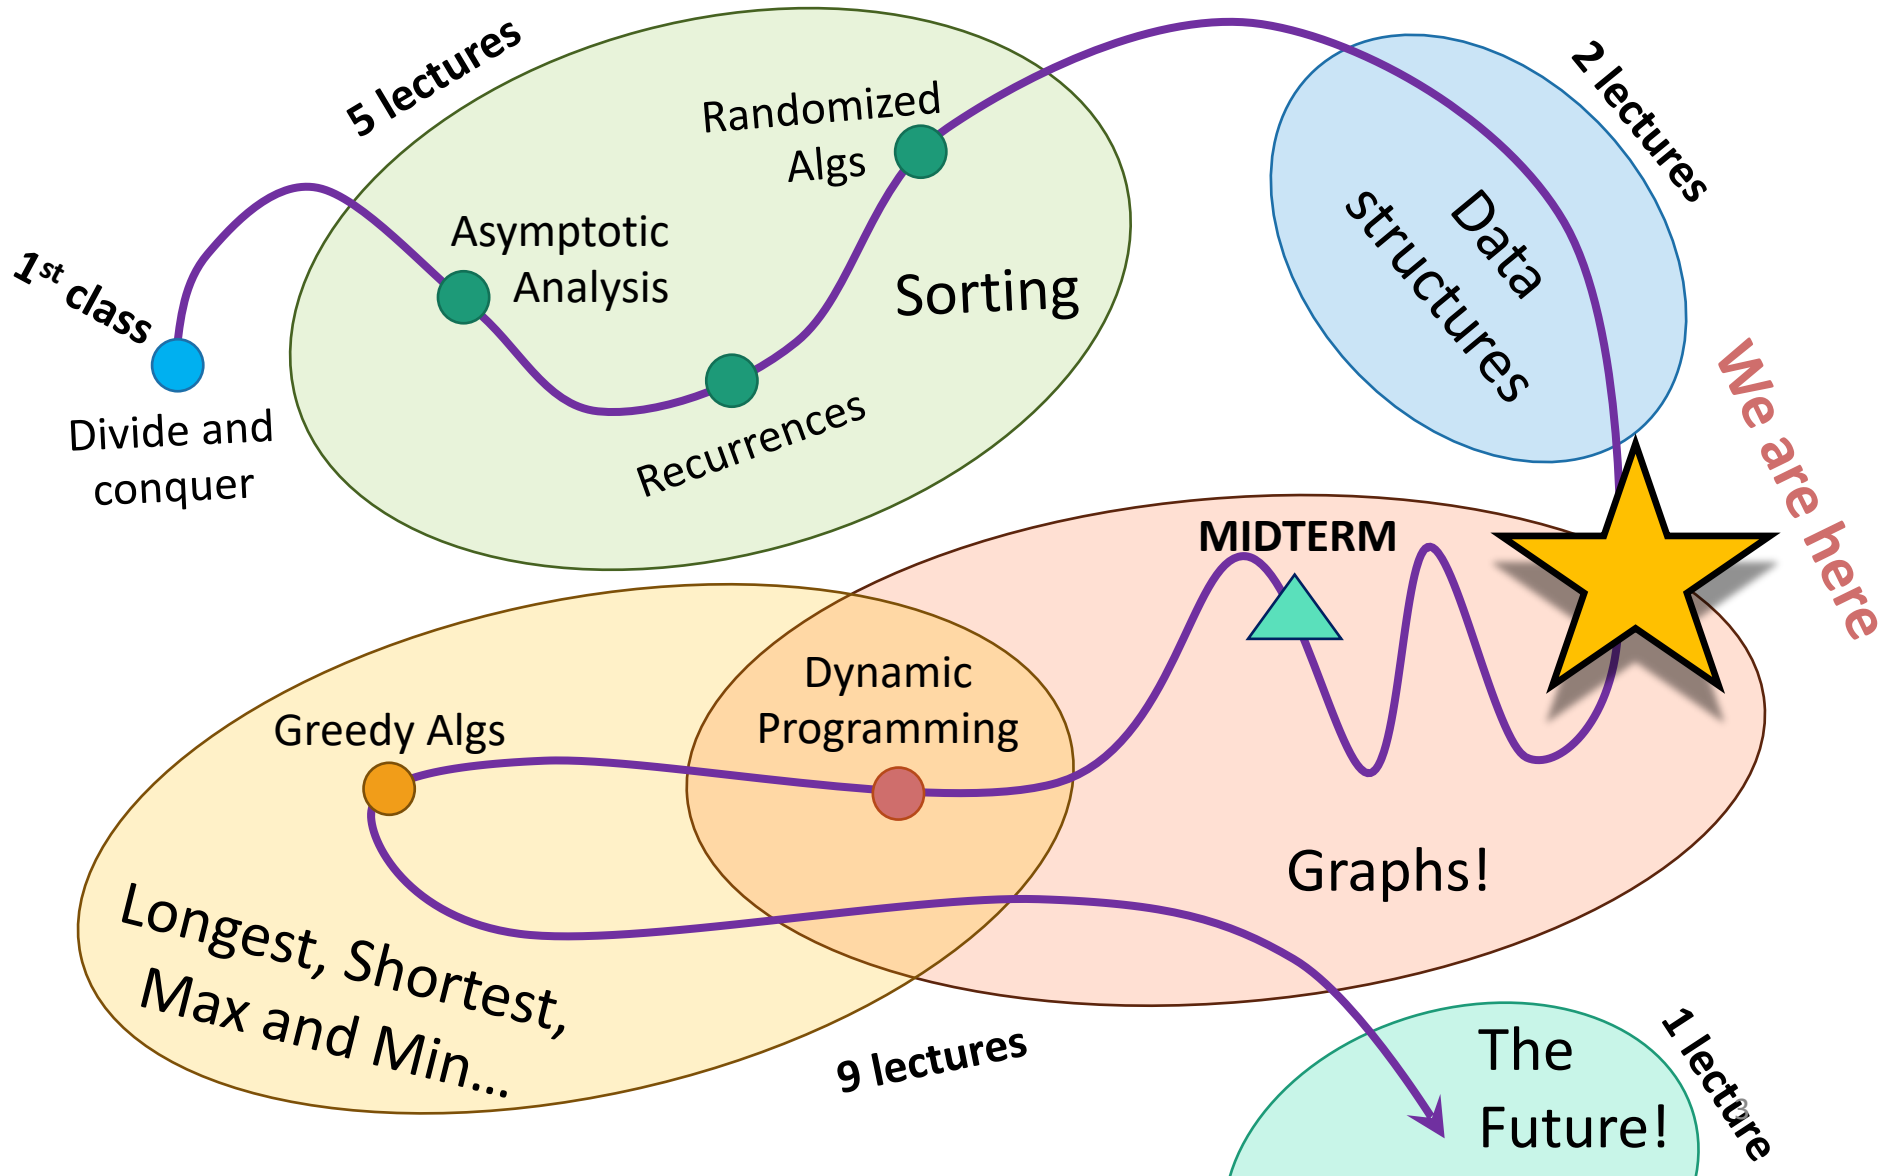 5 lectures
2 lectures
Randomized
Algs
Asymptotic
Analysis
Sorting
Data
structures
1st class
Divide and
conquer
Recurrences
We are here
MIDTERM
Dynamic
Programming
Greedy Algs
Graphs!
Longest, Shortest,
Max and Min...
9 lectures
The
Future!
1 lecture